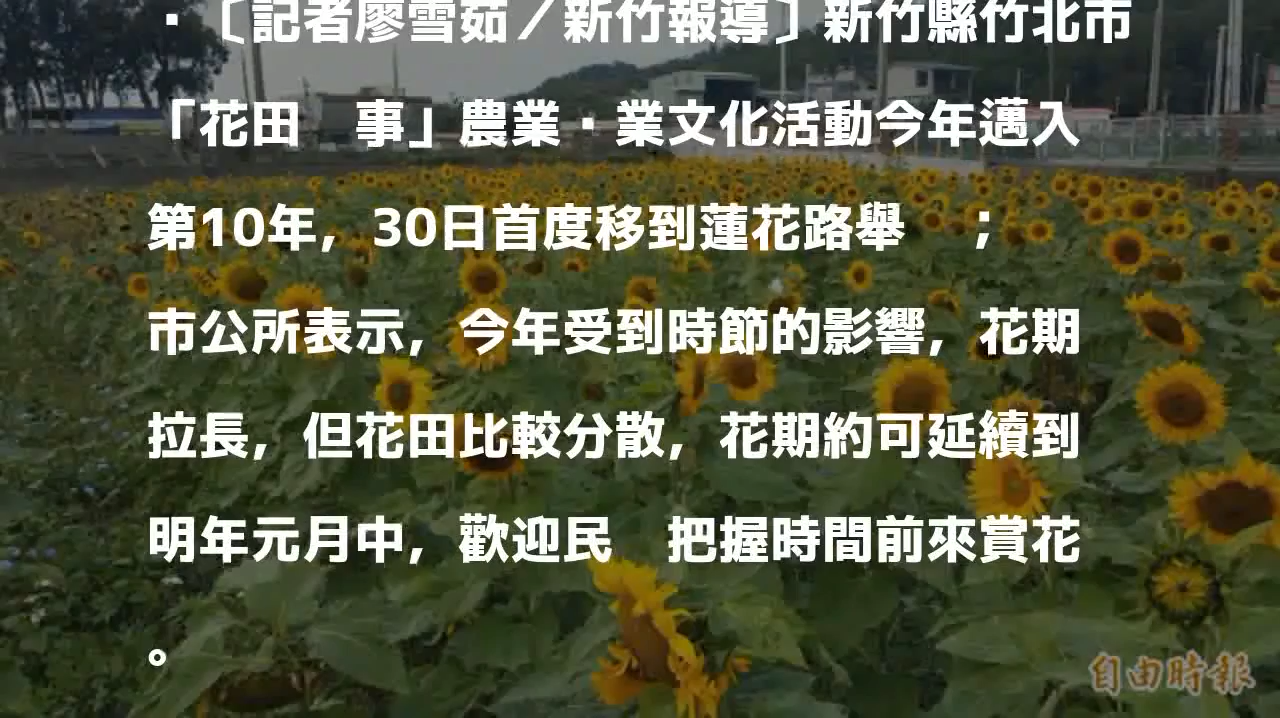 ·〔記者廖雪茹／新竹報導〕新竹縣竹北市
「花田　事」農業·業文化活動今年邁入
第10年，30日首度移到蓮花路舉　；
市公所表示，今年受到時節的影響，花期
拉長，但花田比較分散，花期約可延續到
明年元月中，歡迎民　把握時間前來賞花
。
自由時報